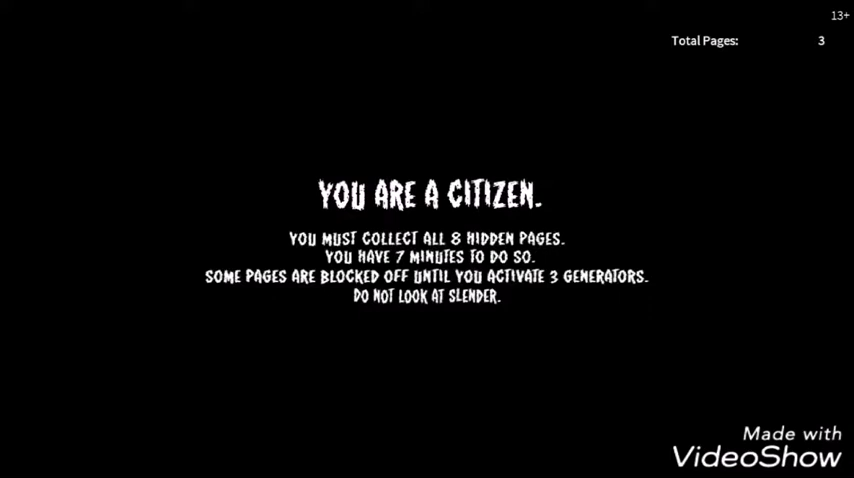 13+
Total Pages: 3
YOU ARE A CITIZEN.
YOU MUST COLLECT ALL 8 HIDDEN PAGES.
YOU HAVE 7 MINUTES TO DO SO.
SOME PAGES ARE BLOCKED OFF UNTIL YOU ACTIVATE 3 GENERATORS.
DO NOT LOOK AT SLENDER.
Made with
VideoShow